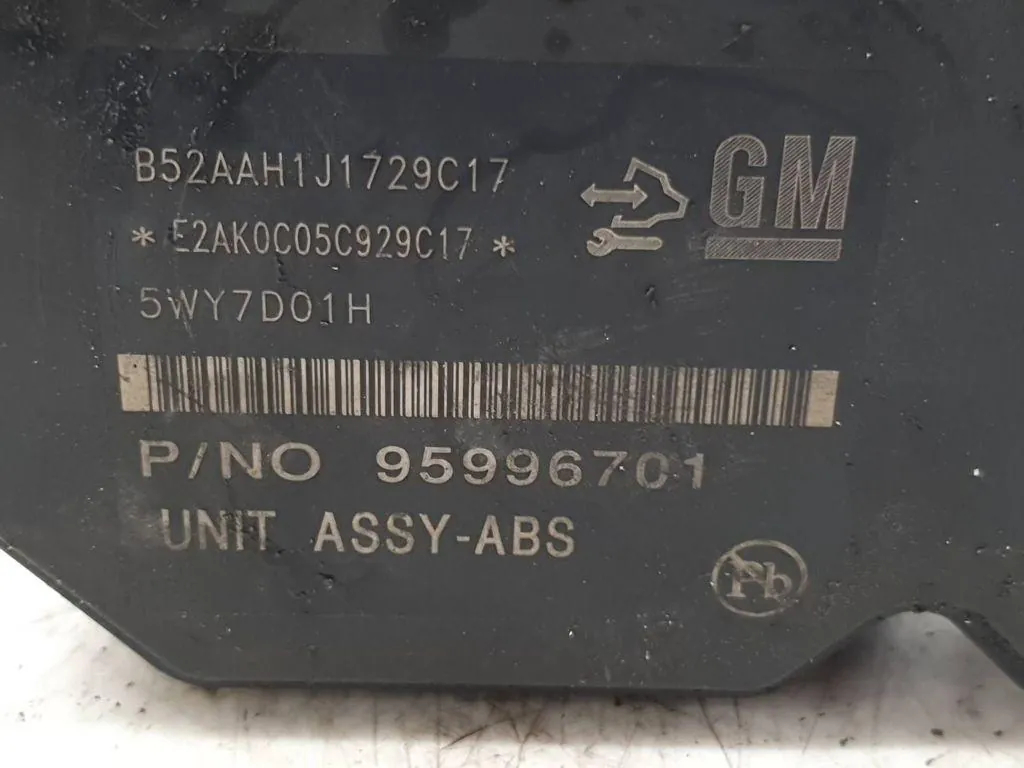 B52AAH1J1729C17
GM
*E2AK0C05C929C17*
5WY7D01H
P/NO 95996701
UNIT ASSY-ABS
Pb